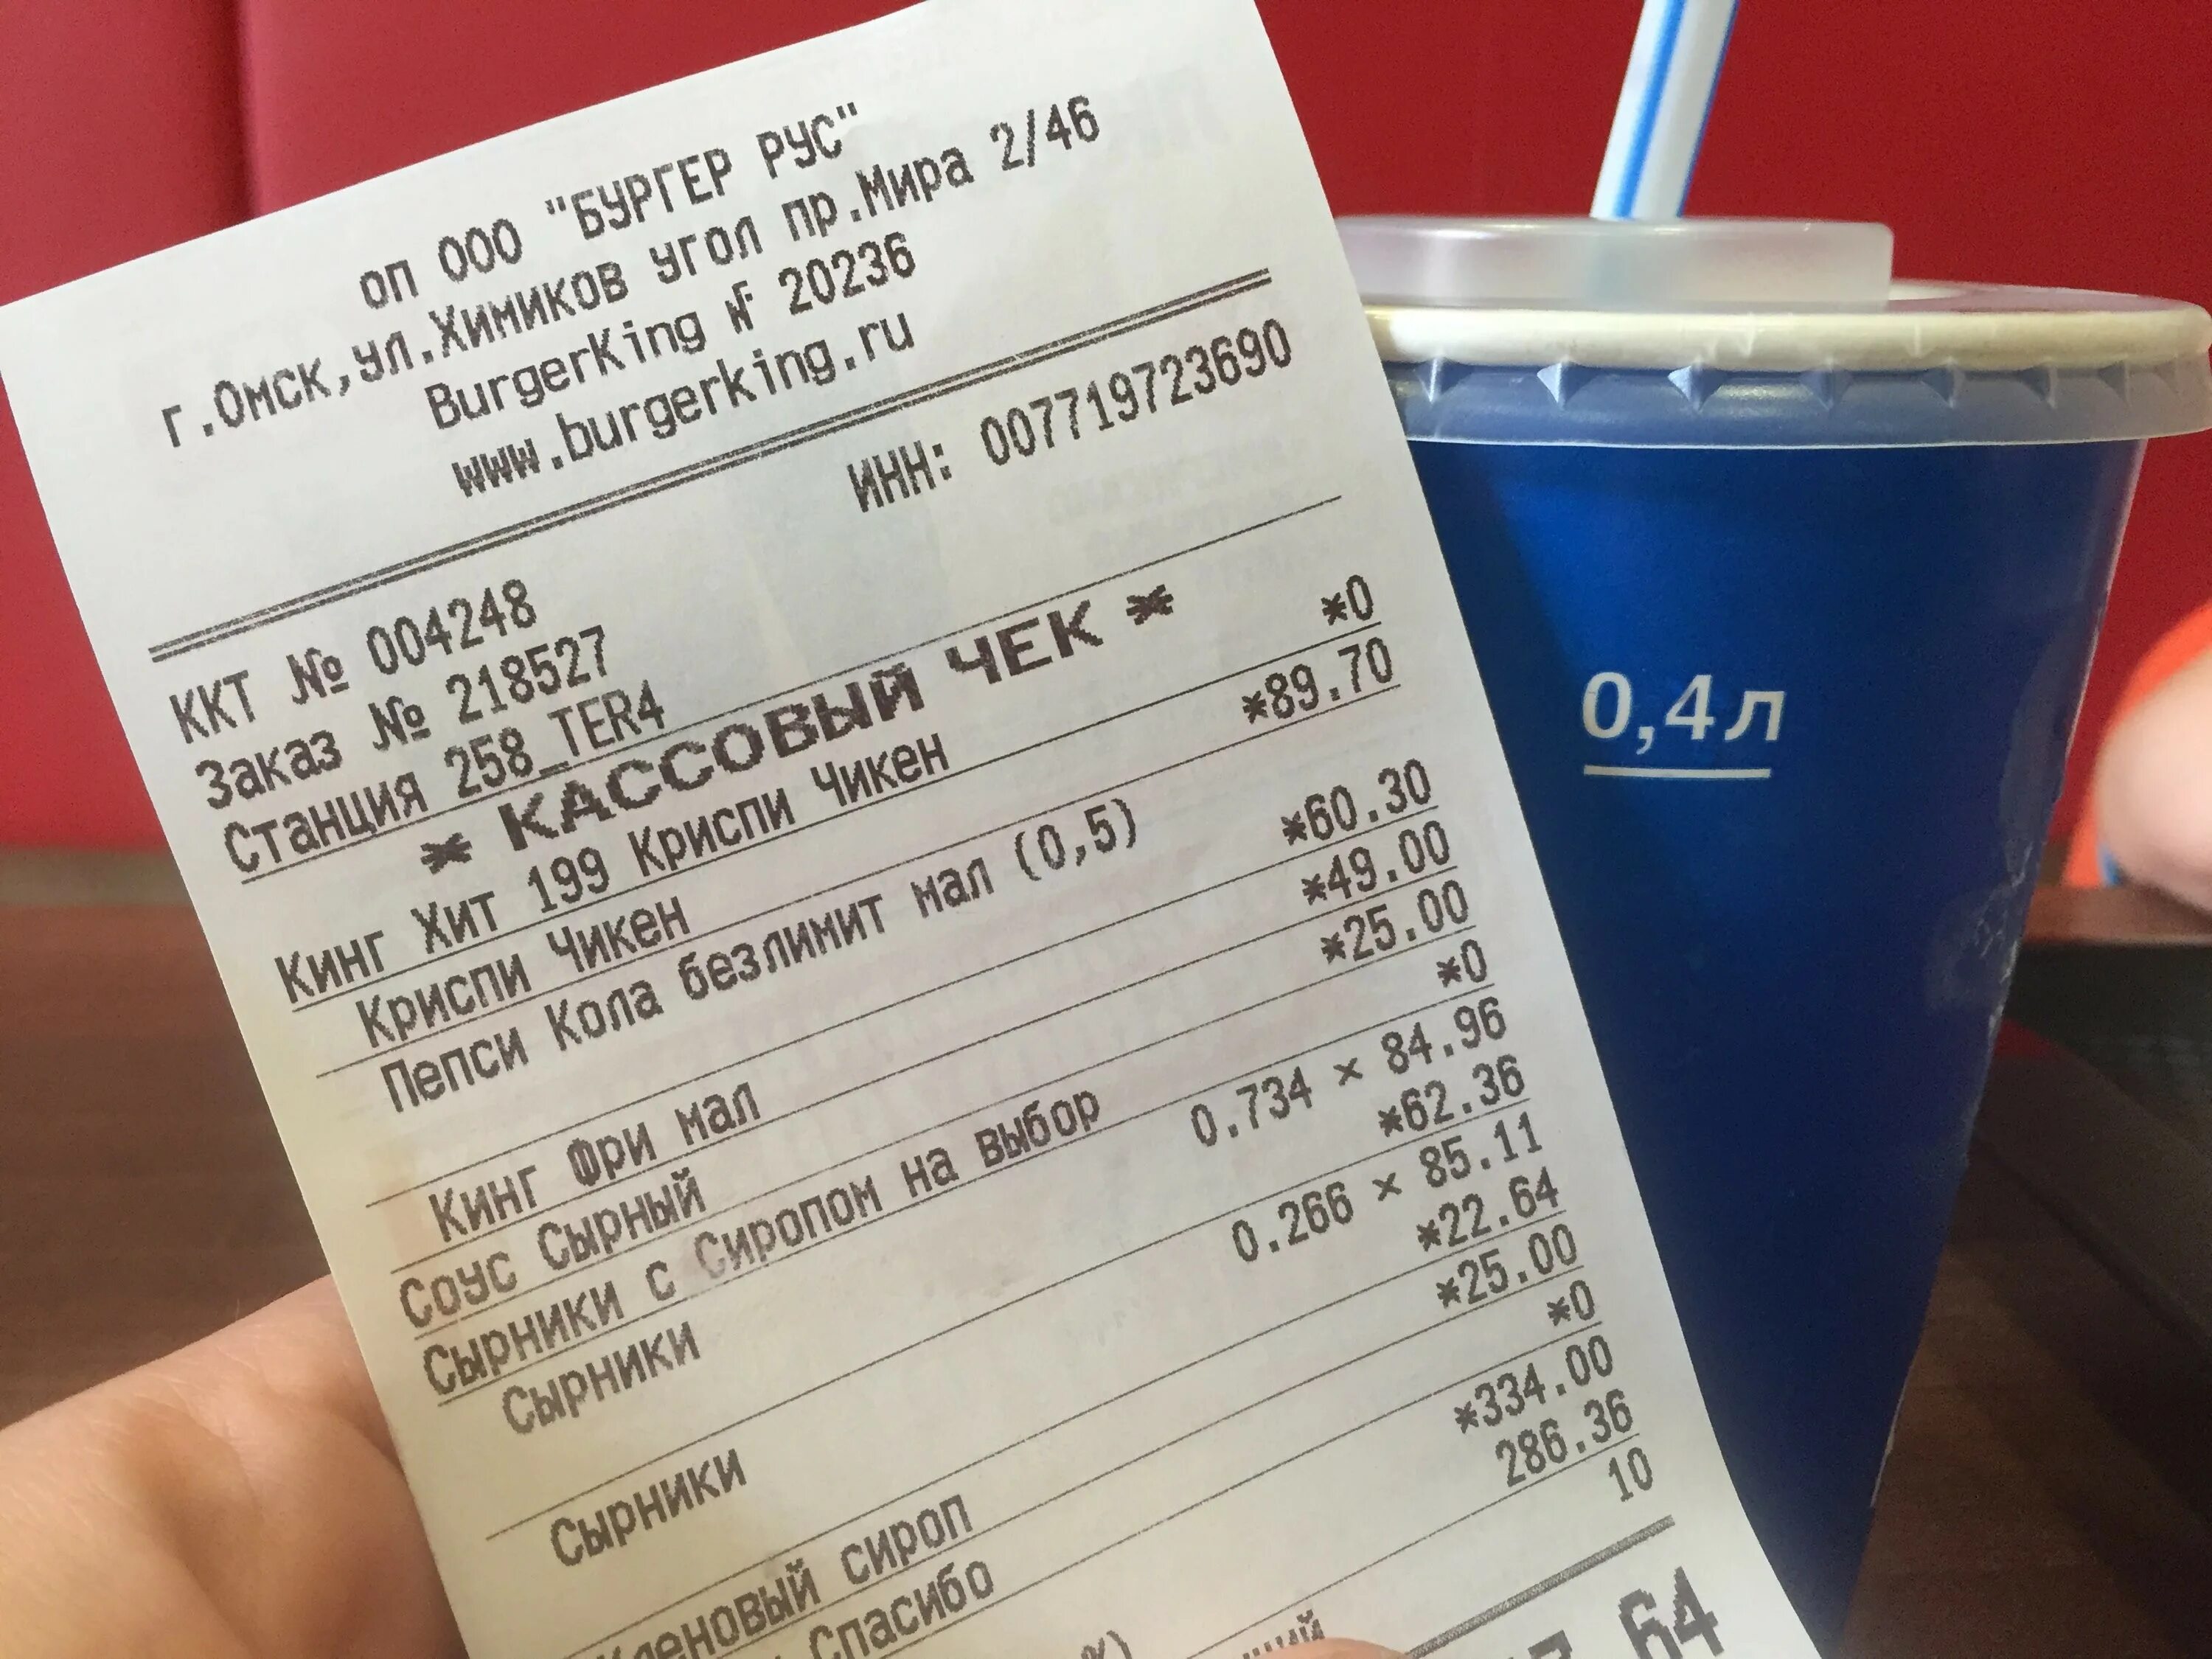 оп ООО "БУРГЕР РУС"
г.Омск,ул.Химиков угол пр.Мира 2/46
BurgerKing № 20236
www.burgerking.ru
ИНН: 007719723690
ККТ № 004248
Заказ № 218527
Станция 258_TER4
* КАССОВЫЙ ЧЕК *
Кинг Хит 199 Криспи Чикен *0
Криспи Чикен *89.70
Пепси Кола безлимит мал (0,5)
*60.30
Кинг Фри мал *49.00
Соус Сырный *25.00
Сырники с Сиропом на выбор *0
Сырники 0.734 × 84.96
*62.36
Сырники 0.266 × 85.11
*22.64
Кленовый сироп *25.00
Спасибо *0
*334.00
286.36
10
64
0,4л